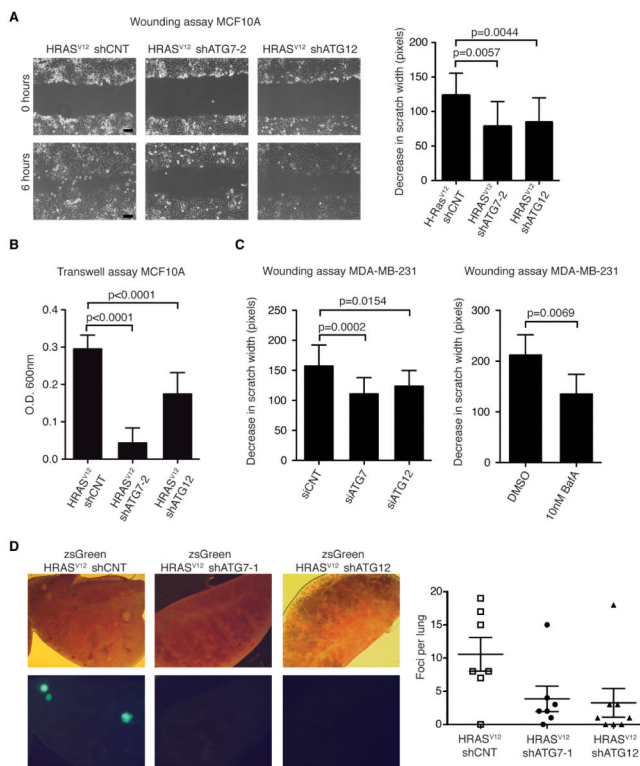 A
Wounding assay MCF10A
HRASV12 shCNT HRASV12 shATG7-2 HRASV12 shATG12
0 hours
6 hours
Decrease in scratch width (pixels)
p=0.0044
p=0.0057
200
150
100
50
0
H-RasV12 shCNT
HRASV12 shATG7-2
HRASV12 shATG12
B
Transwell assay MCF10A
O.D. 600nm
p<0.0001
p<0.0001
0.4
0.3
0.2
0.1
0.0
HRASV12 shCNT
HRASV12 shATG7-2
HRASV12 shATG12
C
Wounding assay MDA-MB-231
Decrease in scratch width (pixels)
p=0.0154
p=0.0002
250
200
150
100
50
0
siCNT
siATG7
siATG12
Wounding assay MDA-MB-231
Decrease in scratch width (pixels)
p=0.0069
300
200
100
0
DMSO
10nM BafA
D
zsGreen zsGreen zsGreen
HRASV12 shCNT HRASV12 shATG7-1 HRASV12 shATG12
Foci per lung
20
15
10
5
0
HRASV12 HRASV12 HRASV12
shCNT shATG7-1 shATG12